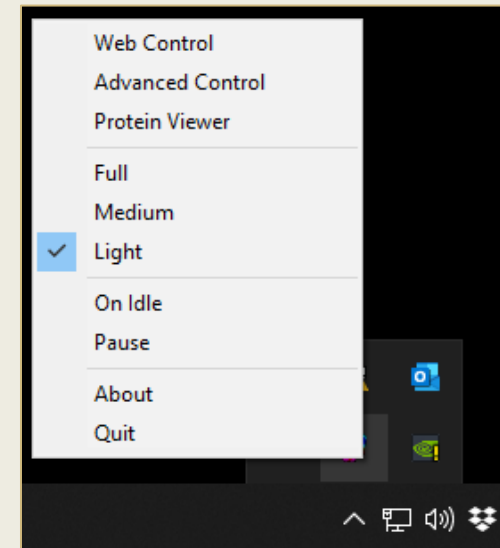 Web Control
Advanced Control
Protein Viewer
Full
Medium
Light
On Idle
Pause
About
Quit